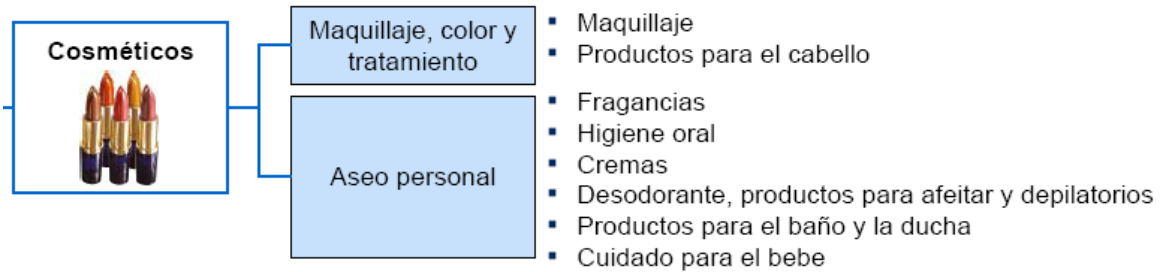 Cosméticos
Maquillaje, color y
tratamiento
▪ Maquillaje
▪ Productos para el cabello
Aseo personal
▪ Fragancias
▪ Higiene oral
▪ Cremas
▪ Desodorante, productos para afeitar y depilatorios
▪ Productos para el baño y la ducha
▪ Cuidado para el bebe